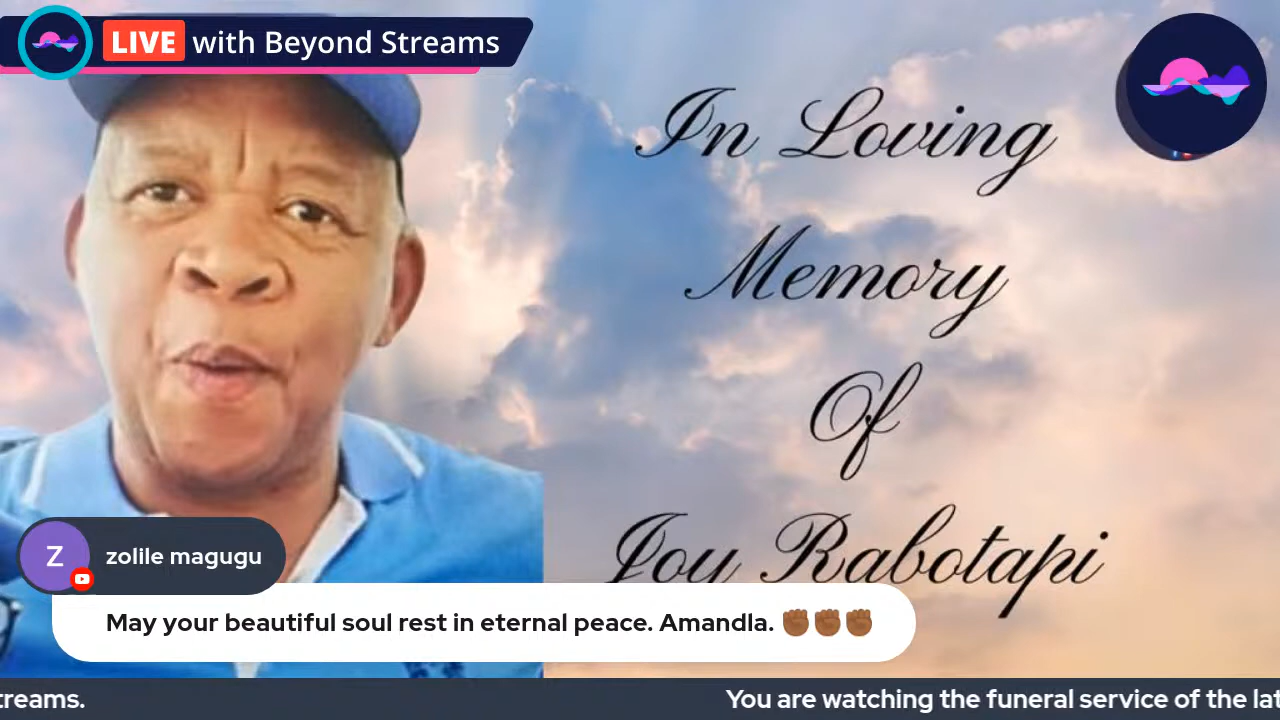 LIVE with Beyond Streams
In Loving
Memory
Of
Joy Rabotapi
Z
zolile magugu
May your beautiful soul rest in eternal peace. Amandla. ✊🏾✊🏾✊🏾
treams.
You are watching the funeral service of the lat